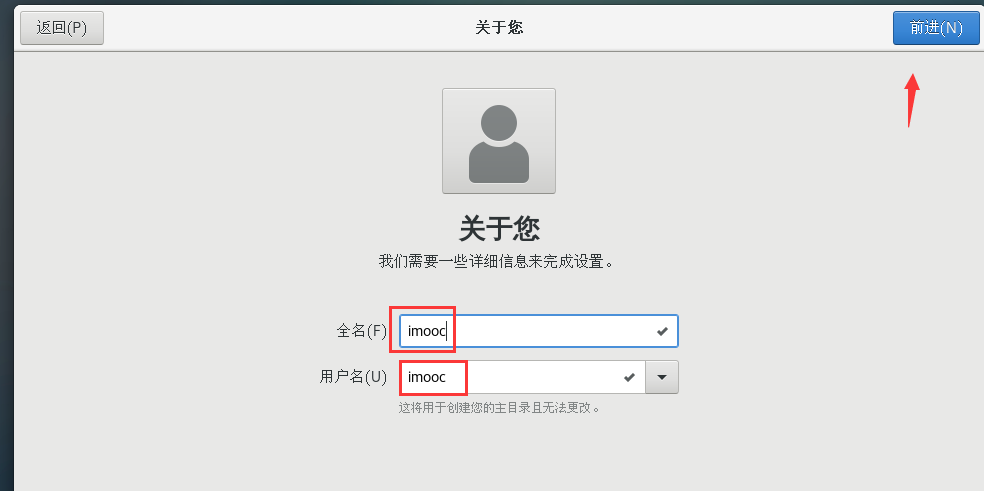 返回(P)
关于您
前进(N)
关于您
我们需要一些详细信息来完成设置。
全名(F)
imooc
用户名(U)
imooc
这将用于创建您的主目录且无法更改。